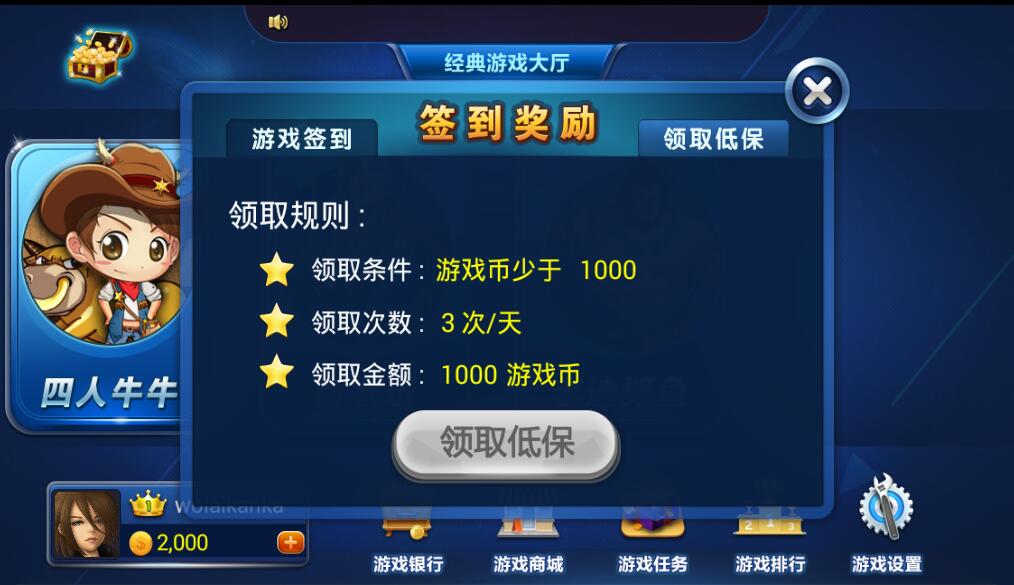 经典游戏大厅
签到奖励
游戏签到
领取低保
领取规则：
领取条件：游戏币少于 1000
领取次数：3 次/天
领取金额：1000 游戏币
领取低保
四人牛牛
1
wolaikanka
2,000
2 1 3
游戏银行
游戏商城
游戏任务
游戏排行
游戏设置